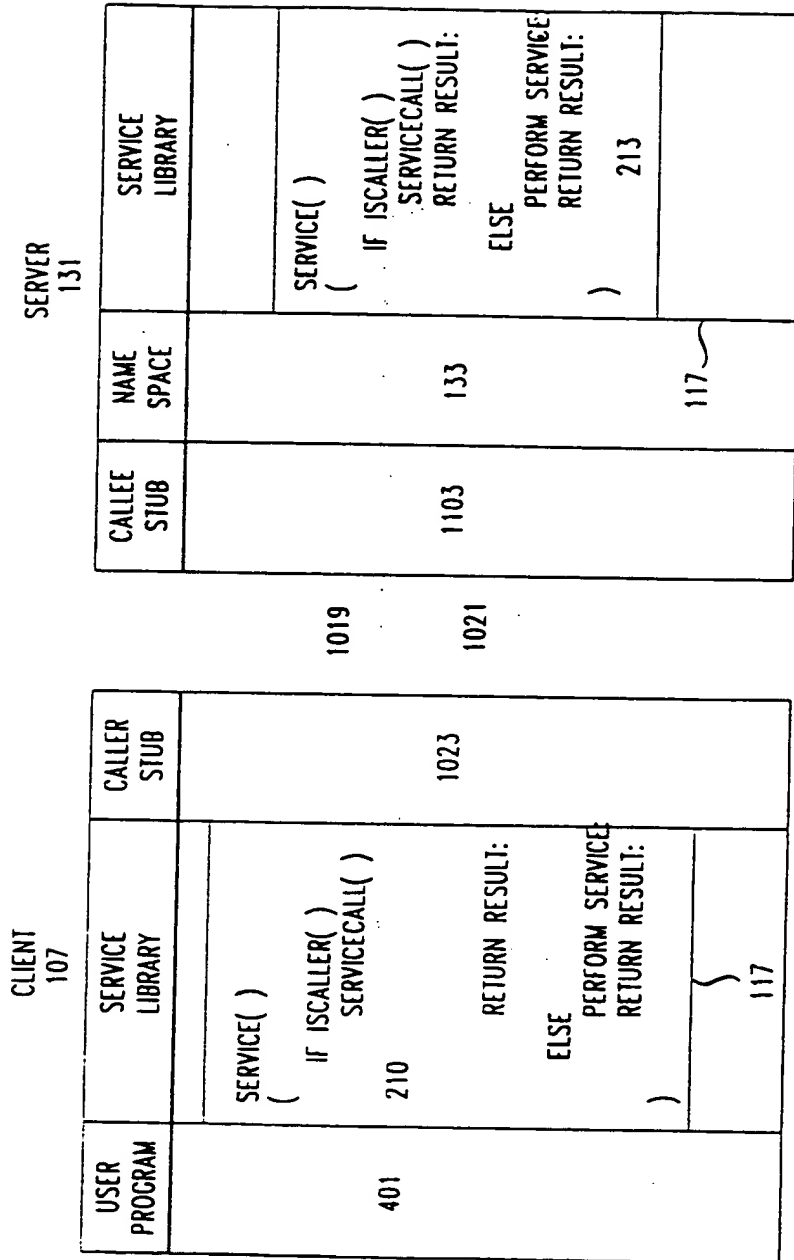 CLIENT
107
USER
PROGRAM
SERVICE
LIBRARY
CALLER
STUB
401
SERVICE( )
(
IF ISCALLER( )
SERVICECALL( )
210
RETURN RESULT:
ELSE
PERFORM SERVICE:
RETURN RESULT:
)
117
1023
1019
1021
SERVER
131
CALLEE
STUB
NAME
SPACE
SERVICE
LIBRARY
1103
133
117
SERVICE( )
(
IF ISCALLER( )
SERVICECALL( )
RETURN RESULT:
ELSE
PERFORM SERVICE:
RETURN RESULT:
213
)